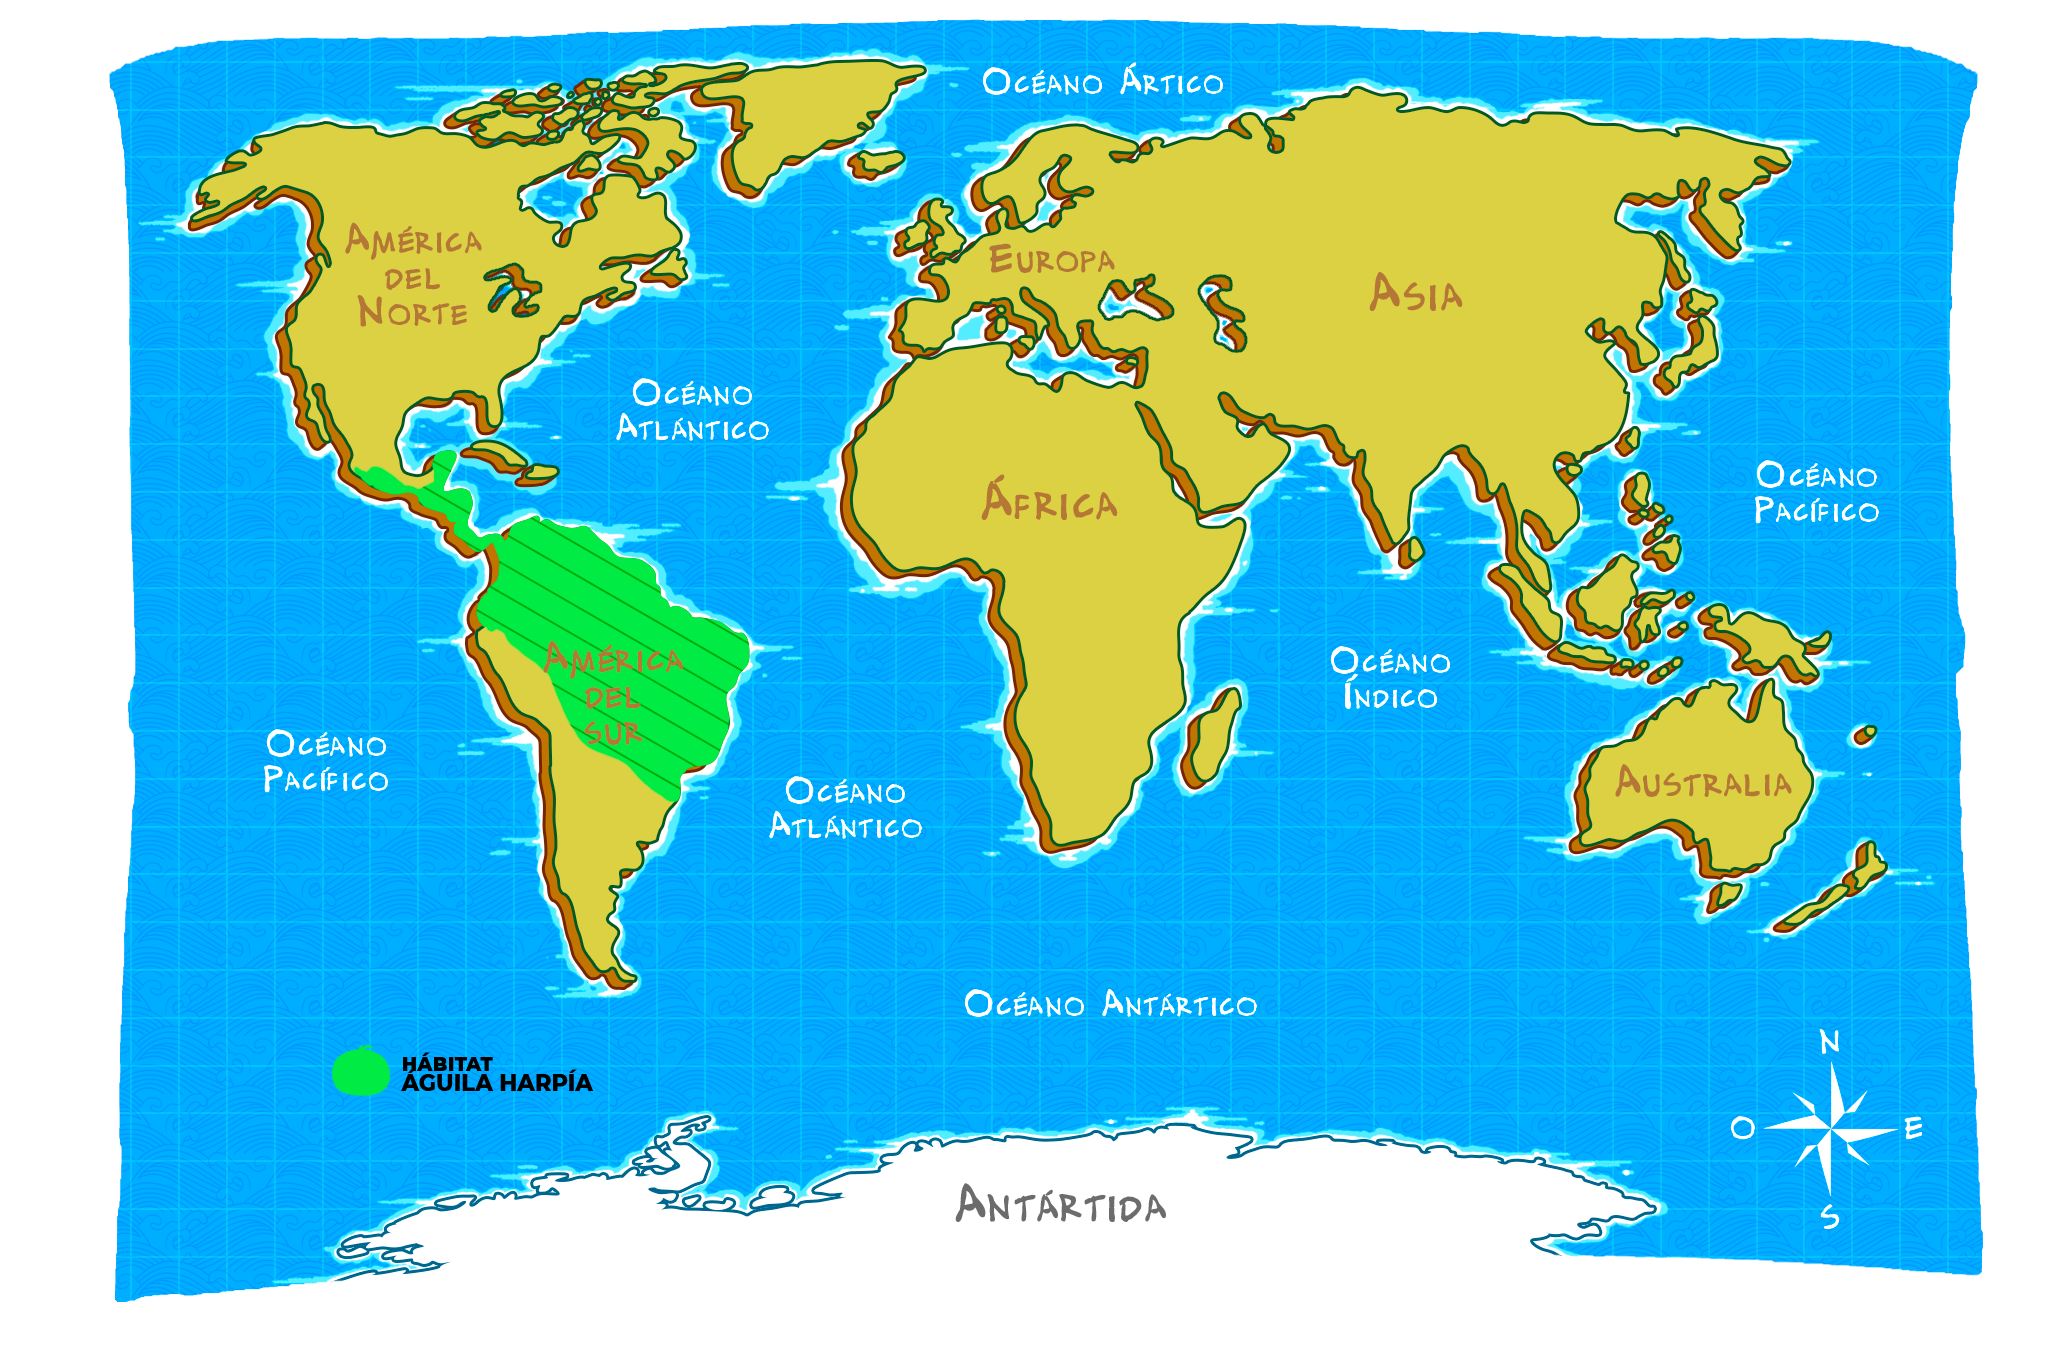 Océano Ártico
América
del
Norte
Europa
Asia
Océano
Atlántico
África
Océano
Pacífico
América
del
sur
Océano
Índico
Océano
Pacífico
Australia
Océano
Atlántico
Océano Antártico
HÁBITAT
ÁGUILA HARPÍA
N
O
E
S
Antártida